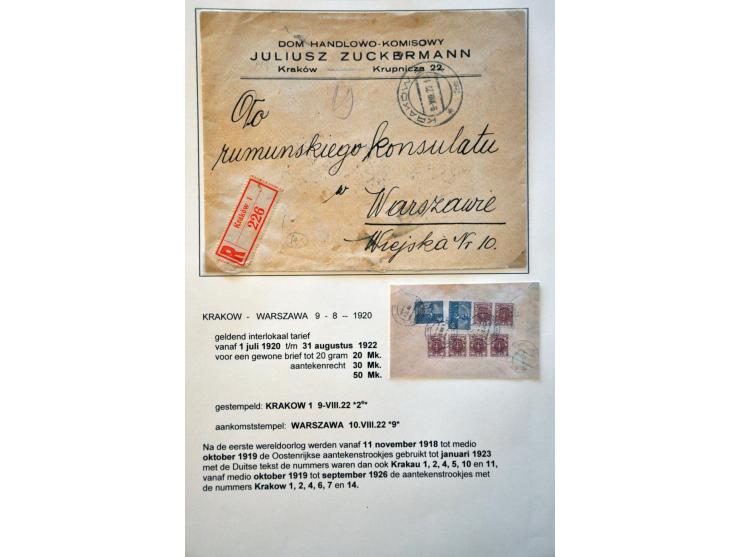 DOM HANDLOWO-KOMISOWY
JULIUSZ ZUCKERMANN
Kraków Krupnicza 22.
KRAKÓW
Do
rumunskiego konsulatu
w
Warszawie
Wiejska Nr 10.
R
Kraków 1
226
KRAKOW - WARSZAWA 9 - 8 -- 1920
geldend interlokaal tarief
vanaf 1 juli 1920 t/m 31 augustus 1922
voor een gewone brief tot 20 gram 20 Mk.
aantekenrecht 30 Mk.
50 Mk.
gestempeld: KRAKOW 1 9-VIII.22 *2ᵉ*
aankomststempel: WARSZAWA 10.VIII.22 *9*
Na de eerste wereldoorlog werden vanaf 11 november 1918 tot medio
oktober 1919 de Oostenrijkse aantekenstrookjes gebruikt tot januari 1923
met de Duitse tekst de nummers waren dan ook Krakau 1, 2, 4, 5, 10 en 11,
vanaf medio oktober 1919 tot september 1926 de aantekenstrookjes met
de nummers Krakow 1, 2, 4, 6, 7 en 14.